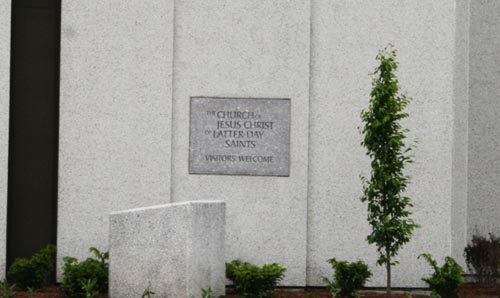 THE CHURCH OF
JESUS CHRIST
OF LATTER-DAY
SAINTS
VISITORS WELCOME